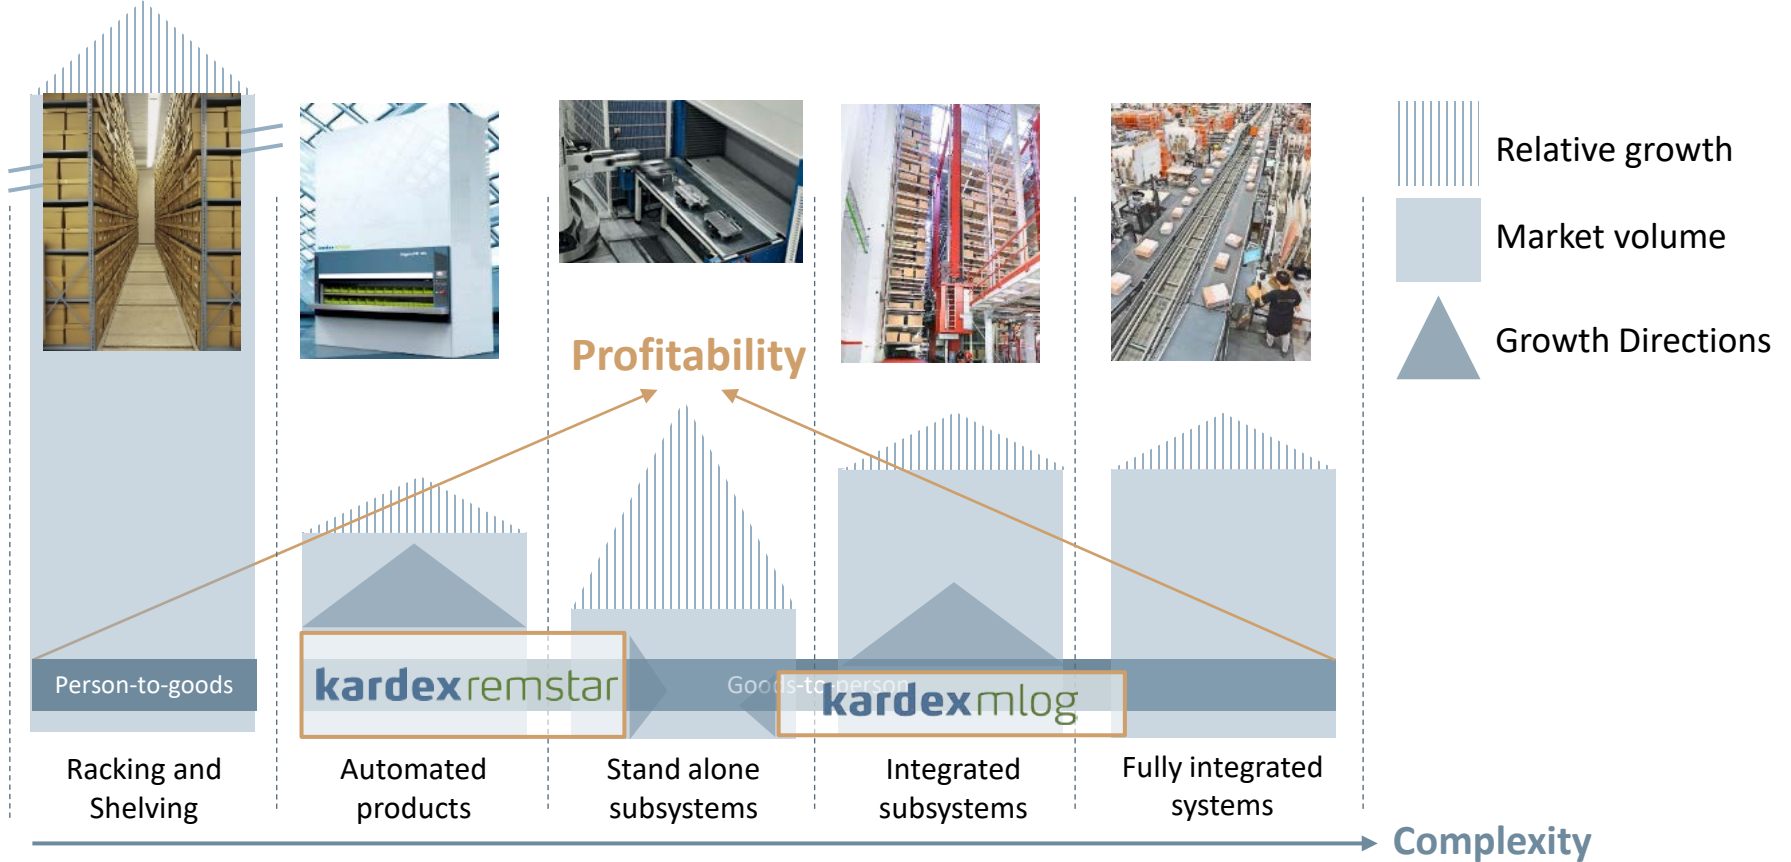 Relative growth
Market volume
Growth Directions
Profitability
Person-to-goods
kardexremstar
Goods-to-person
kardexmlog
Racking and
Shelving
Automated
products
Stand alone
subsystems
Integrated
subsystems
Fully integrated
systems
Complexity